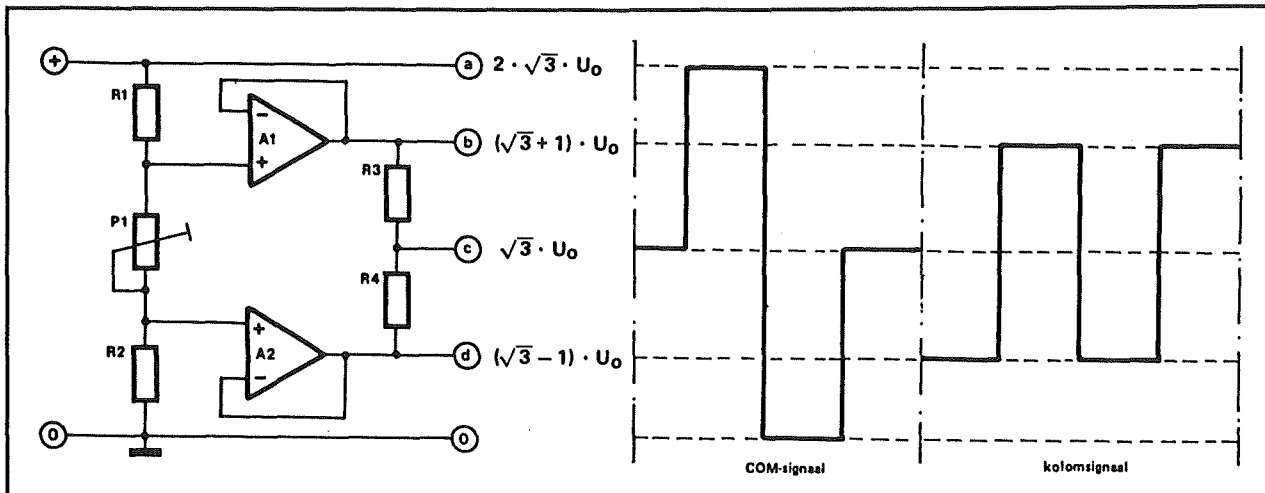 + a 2 · √3 · U₀
R1
A1
−
+
b (√3 + 1) · U₀
R3
P1
c √3 · U₀
R4
+
A2
−
R2
d (√3 − 1) · U₀
0 0
COM-signaal kolomsignaal